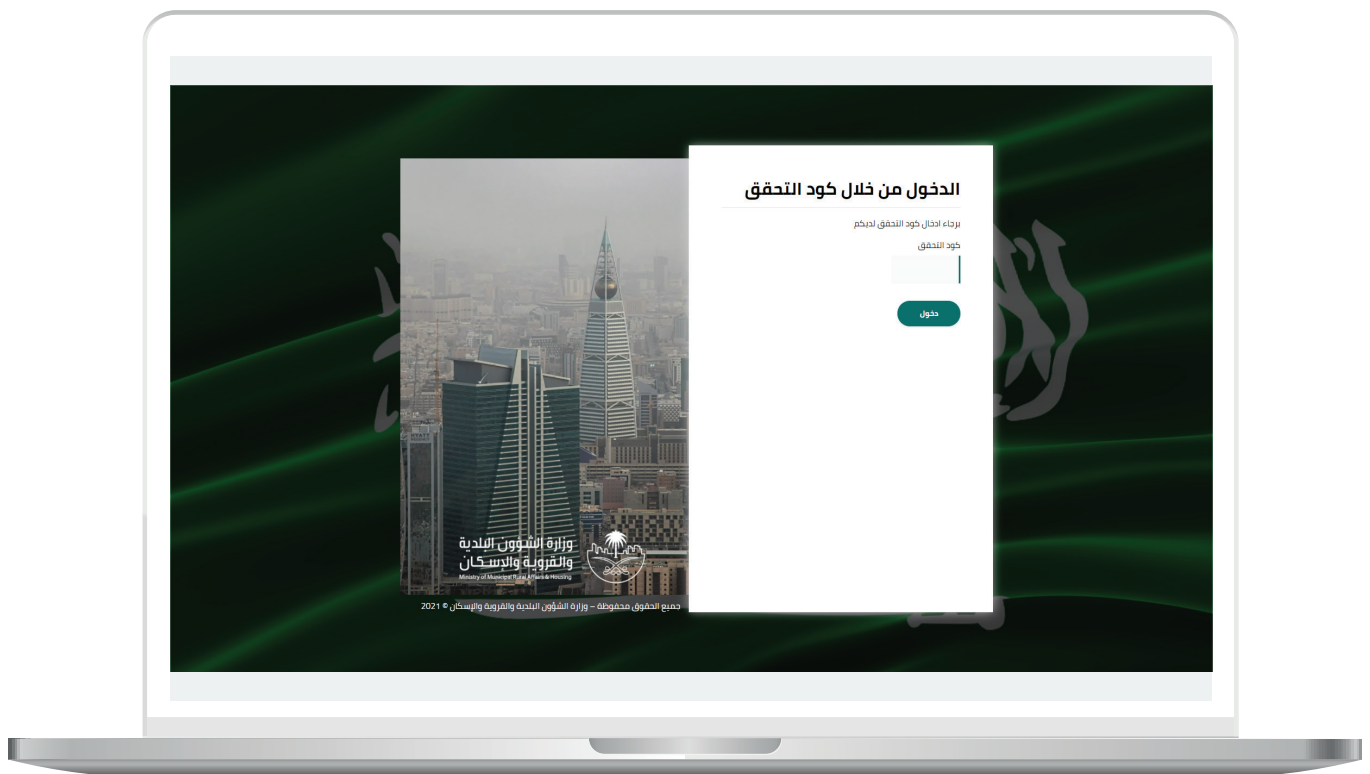 الدخول من خلال كود التحقق
برجاء ادخال كود التحقق لديكم
كود التحقق
دخول
وزارة الشؤون البلدية
والقروية والإسكان
Ministry of Municipal Rural Affairs & Housing
جميع الحقوق محفوظة – وزارة الشؤون البلدية والقروية والإسكان © 2021